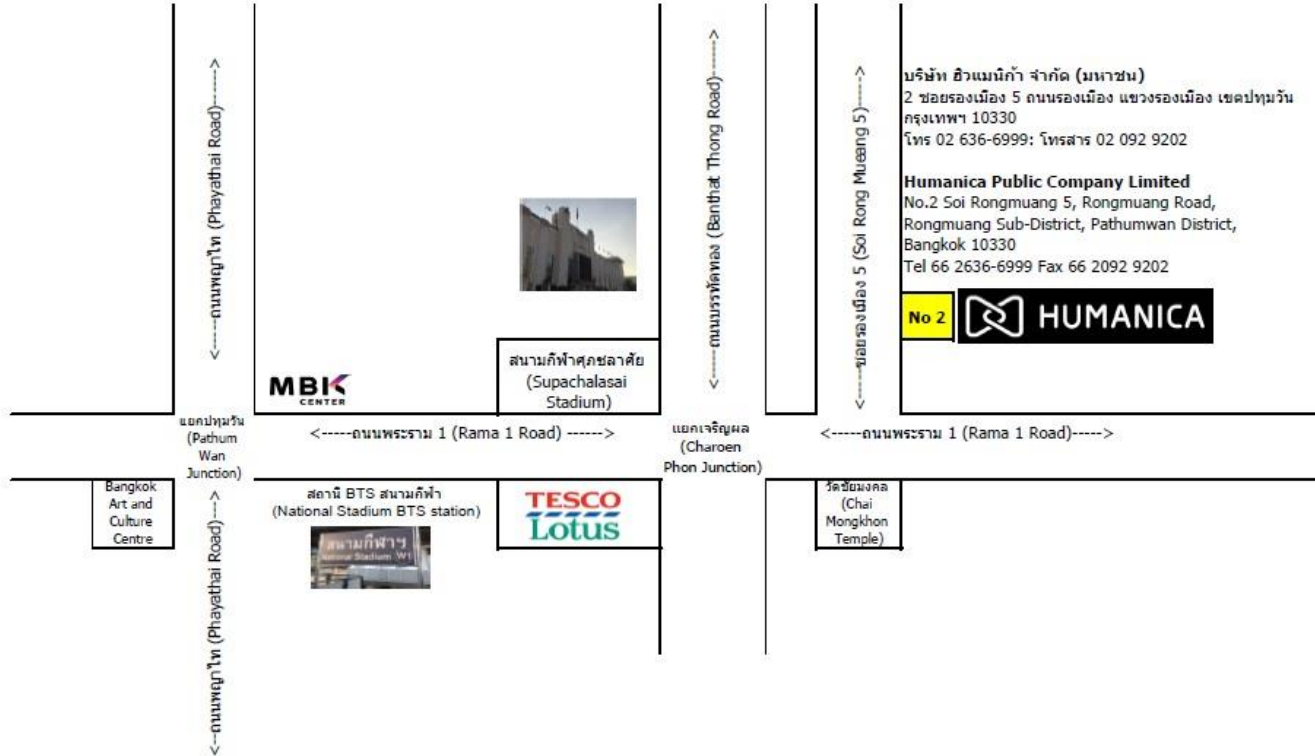 <-----ถนนพญาไท (Phayathai Road)----->
<-----ถนนบรรทัดทอง (Banthat Thong Road)----->
<-----ซอยรองเมือง 5 (Soi Rong Mueang 5)----->
บริษัท ฮิวแมนิก้า จำกัด (มหาชน)
2 ซอยรองเมือง 5 ถนนรองเมือง แขวงรองเมือง เขตปทุมวัน
กรุงเทพฯ 10330
โทร 02 636-6999: โทรสาร 02 092 9202
Humanica Public Company Limited
No.2 Soi Rongmuang 5, Rongmuang Road,
Rongmuang Sub-District, Pathumwan District,
Bangkok 10330
Tel 66 2636-6999 Fax 66 2092 9202
No 2
HUMANICA
MBK
CENTER
สนามกีฬาศุภชลาศัย
(Supachalasai
Stadium)
แยกปทุมวัน
(Pathum
Wan
Junction)
<-----ถนนพระราม 1 (Rama 1 Road) ------>
แยกเจริญผล
(Charoen
Phon Junction)
<-----ถนนพระราม 1 (Rama 1 Road)----->
Bangkok
Art and
Culture
Centre
สถานี BTS สนามกีฬา
(National Stadium BTS station)
สนามกีฬาฯ
National Stadium W1
TESCO
Lotus
วัดชัยมงคล
(Chai
Mongkhon
Temple)
<-----ถนนพญาไท (Phayathai Road)----->